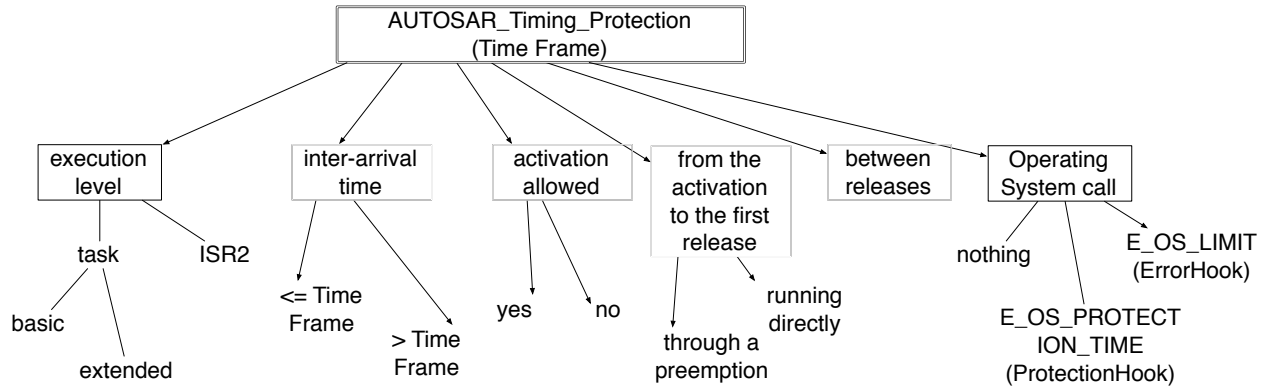 AUTOSAR_Timing_Protection
(Time Frame)
execution
level
inter-arrival
time
activation
allowed
from the
activation
to the first
release
between
releases
Operating
System call
task
ISR2
basic
extended
<= Time
Frame
> Time
Frame
yes
no
through a
preemption
running
directly
nothing
E_OS_PROTECT
ION_TIME
(ProtectionHook)
E_OS_LIMIT
(ErrorHook)